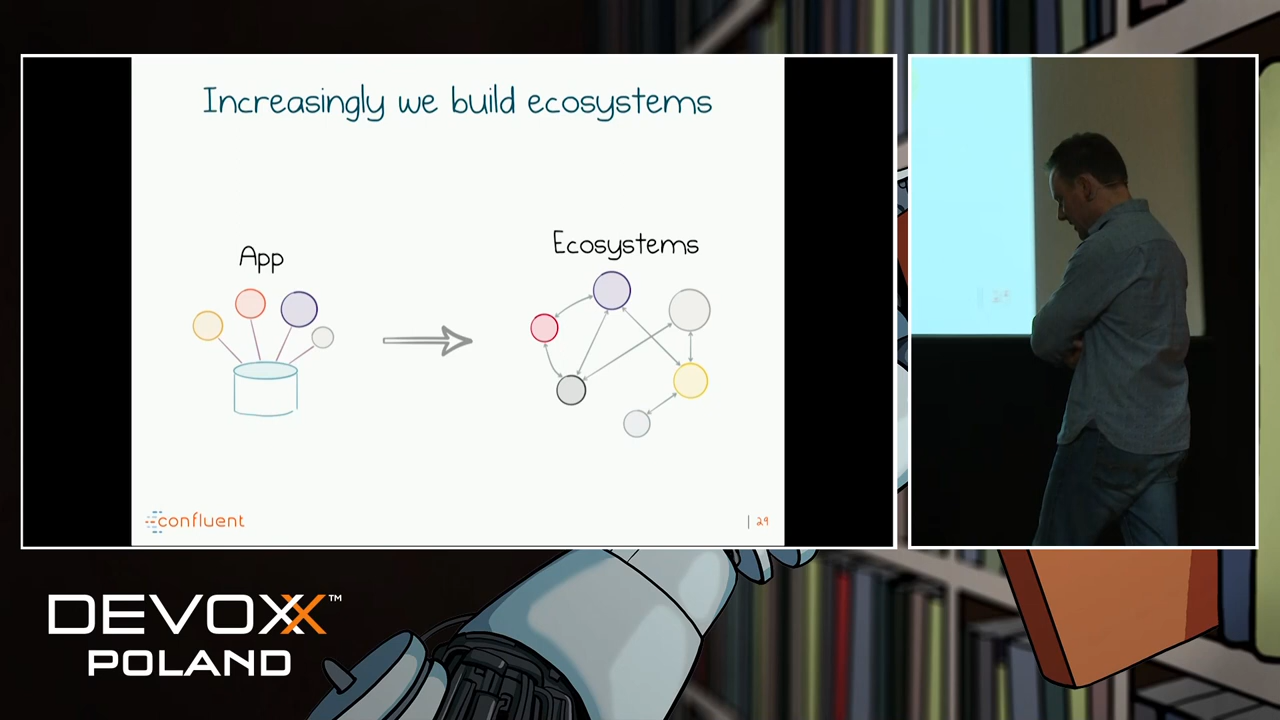 Increasingly we build ecosystems
App
Ecosystems
confluent
| 29
DEVOXX™
POLAND